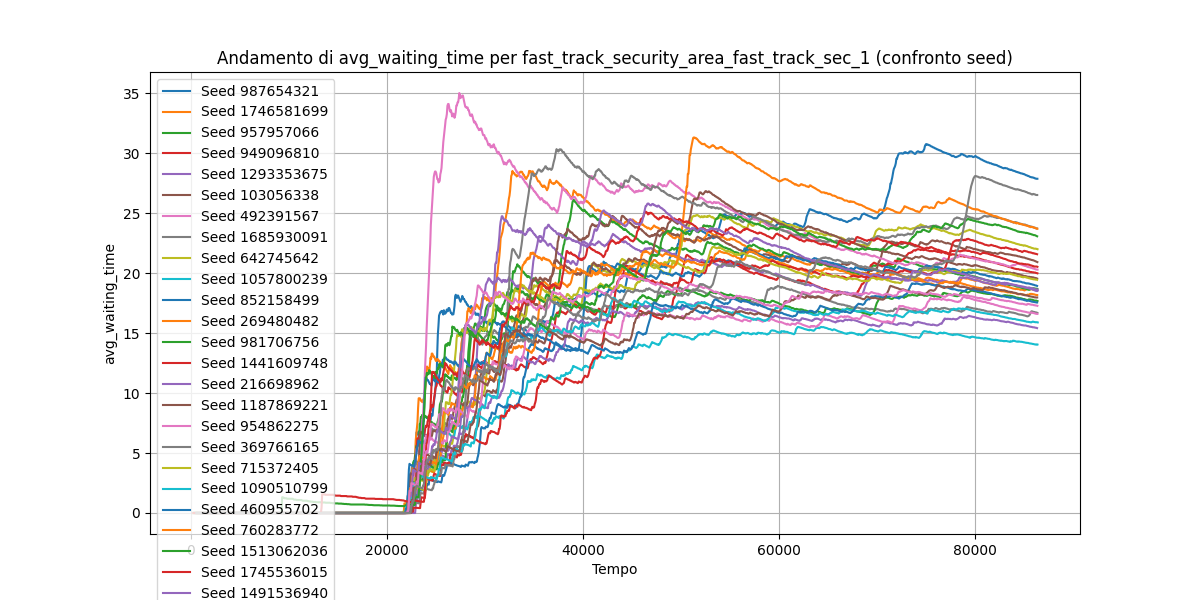 Andamento di avg_waiting_time per fast_track_security_area_fast_track_sec_1 (confronto seed)
35
30
25
20
15
10
5
0
avg_waiting_time
Seed 987654321
Seed 1746581699
Seed 957957066
Seed 949096810
Seed 1293353675
Seed 103056338
Seed 492391567
Seed 1685930091
Seed 642745642
Seed 1057800239
Seed 852158499
Seed 269480482
Seed 981706756
Seed 1441609748
Seed 216698962
Seed 1187869221
Seed 954862275
Seed 369766165
Seed 715372405
Seed 1090510799
Seed 460955702
Seed 760283772
Seed 1513062036
Seed 1745536015
Seed 1491536940
0
20000
40000
60000
80000
Tempo